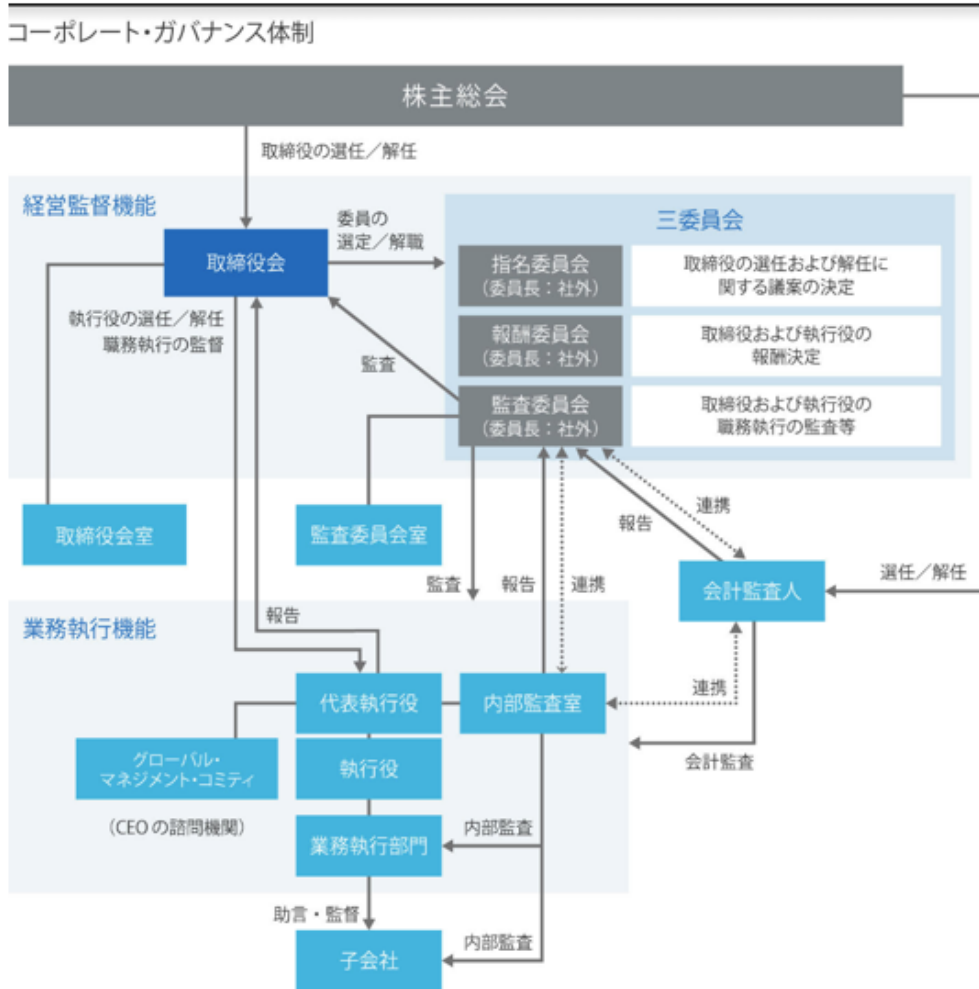 コーポレート・ガバナンス体制
株主総会
取締役の選任／解任
経営監督機能
委員の
選定／解職
三委員会
取締役会
指名委員会
（委員長：社外）
取締役の選任および解任に
関する議案の決定
執行役の選任／解任
職務執行の監督
報酬委員会
（委員長：社外）
取締役および執行役の
報酬決定
監査
監査委員会
（委員長：社外）
取締役および執行役の
職務執行の監査等
取締役会室
監査委員会室
連携
報告
監査
報告
連携
会計監査人
選任／解任
業務執行機能
報告
代表執行役
内部監査室
連携
グローバル・
マネジメント・コミティ
執行役
会計監査
（CEOの諮問機関）
業務執行部門
内部監査
助言・監督
子会社
内部監査